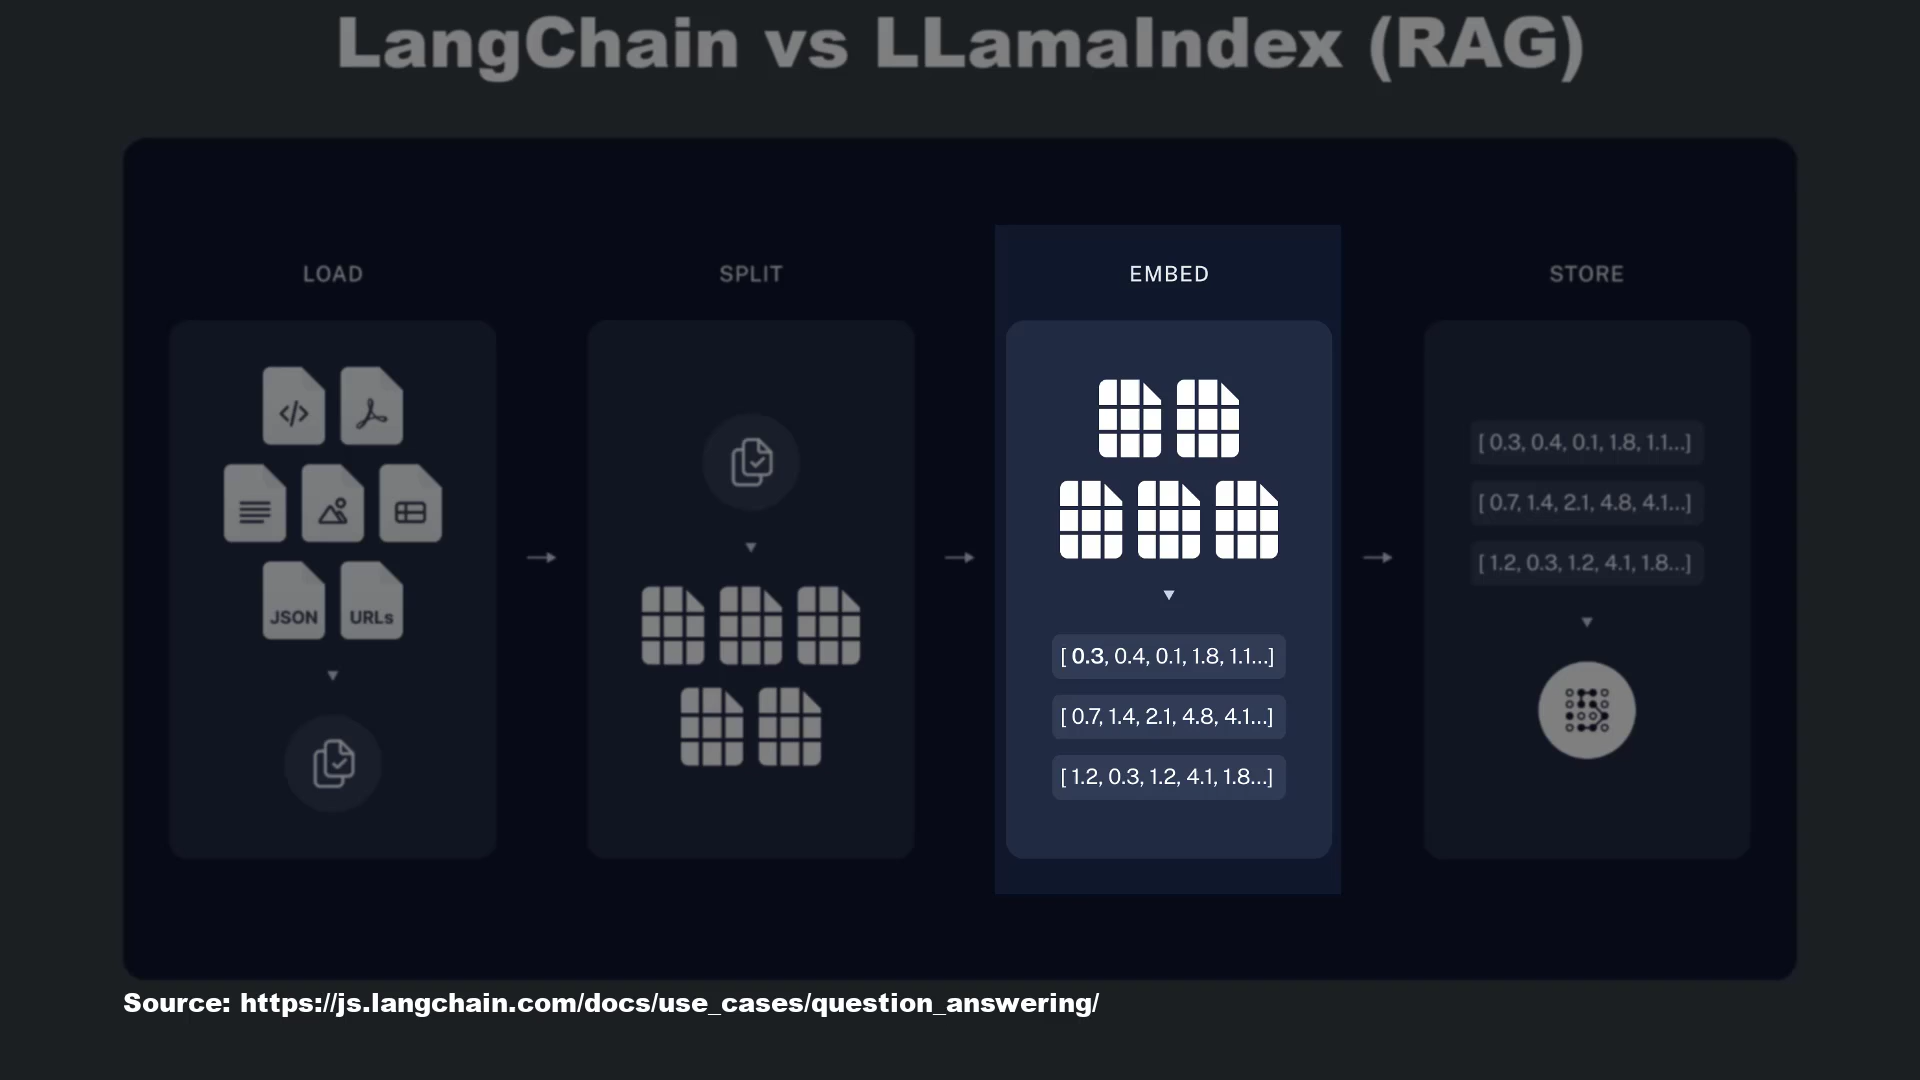 LangChain vs LLamaIndex (RAG)
LOAD
JSON
URLs
SPLIT
EMBED
[ 0.3, 0.4, 0.1, 1.8, 1.1...]
[ 0.7, 1.4, 2.1, 4.8, 4.1...]
[ 1.2, 0.3, 1.2, 4.1, 1.8...]
STORE
[ 0.3, 0.4, 0.1, 1.8, 1.1...]
[ 0.7, 1.4, 2.1, 4.8, 4.1...]
[ 1.2, 0.3, 1.2, 4.1, 1.8...]
Source: https://js.langchain.com/docs/use_cases/question_answering/